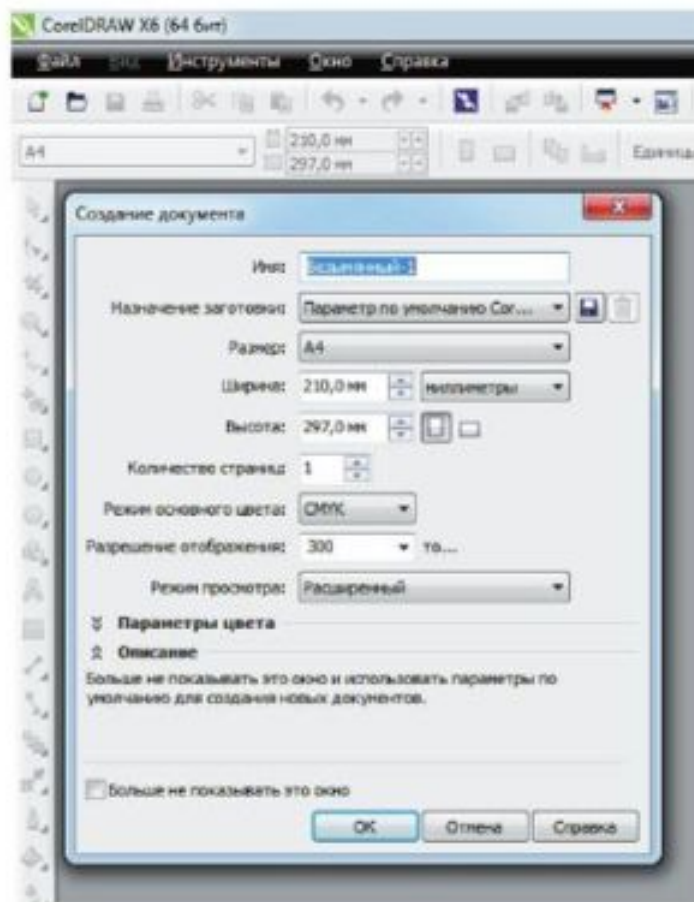 CorelDRAW X6 (64 бит)
Файл Вид Инструменты Окно Справка
A4 210,0 мм
297,0 мм
Создание документа
Имя: Безымянный-1
Назначение заготовки: Параметр по умолчанию Cor...
Размер: A4
Ширина: 210,0 мм миллиметры
Высота: 297,0 мм
Количество страниц: 1
Режим основного цвета: CMYK
Разрешение отображения: 300 то...
Режим просмотра: Расширенный
Параметры цвета
Описание
Больше не показывать это окно и использовать параметры по
умолчанию для создания новых документов.
Больше не показывать это окно
OK Отмена Справка